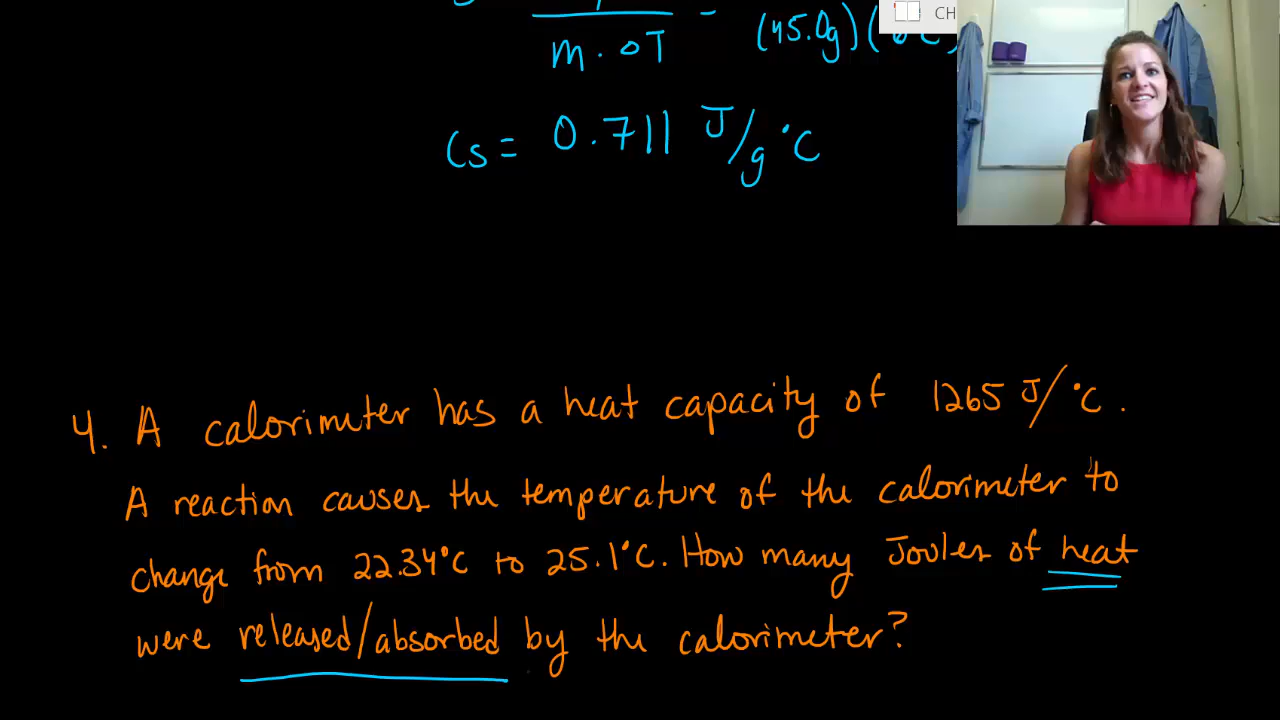 CH
m · ΔT
(45.0g)(
Cs = 0.711 J/g °C
4. A calorimeter has a heat capacity of 1265 J/°C.
A reaction causes the temperature of the calorimeter to
change from 22.34°C to 25.1°C. How many Joules of heat
were released/absorbed by the calorimeter?